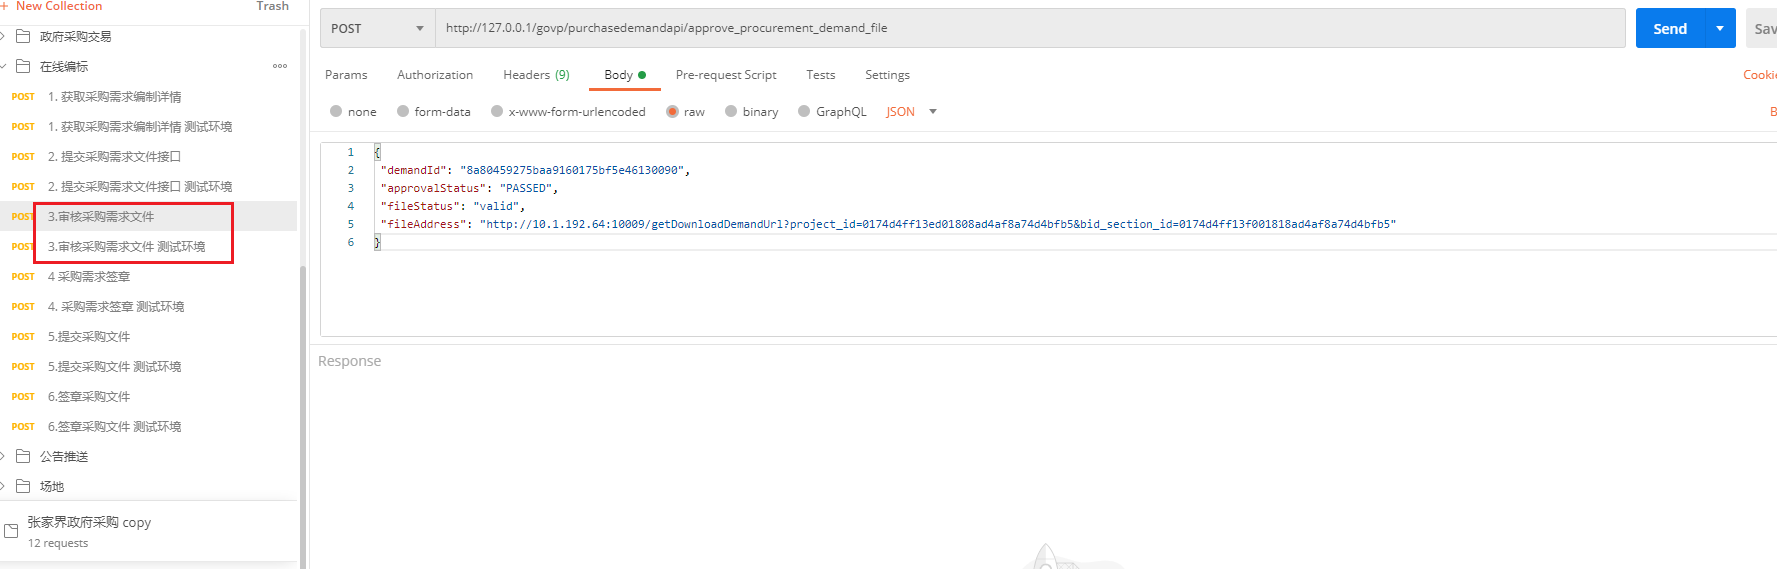 + New Collection
Trash
政府采购交易
在线编标
POST 1. 获取采购需求编制详情
POST 1. 获取采购需求编制详情 测试环境
POST 2. 提交采购需求文件接口
POST 2. 提交采购需求文件接口 测试环境
POST 3.审核采购需求文件
POST 3.审核采购需求文件 测试环境
POST 4 采购需求签章
POST 4. 采购需求签章 测试环境
POST 5.提交采购文件
POST 5.提交采购文件 测试环境
POST 6.签章采购文件
POST 6.签章采购文件 测试环境
公告推送
场地
张家界政府采购 copy
12 requests
POST http://127.0.0.1/govp/purchasedemandapi/approve_procurement_demand_file Send Sav
Params Authorization Headers (9) Body Pre-request Script Tests Settings Cookie
none form-data x-www-form-urlencoded raw binary GraphQL JSON B
1 {
2 "demandId": "8a80459275baa9160175bf5e46130090",
3 "approvalStatus": "PASSED",
4 "fileStatus": "valid",
5 "fileAddress": "http://10.1.192.64:10009/getDownloadDemandUrl?project_id=0174d4ff13ed01808ad4af8a74d4bfb5&bid_section_id=0174d4ff13f001818ad4af8a74d4bfb5"
6 }
Response